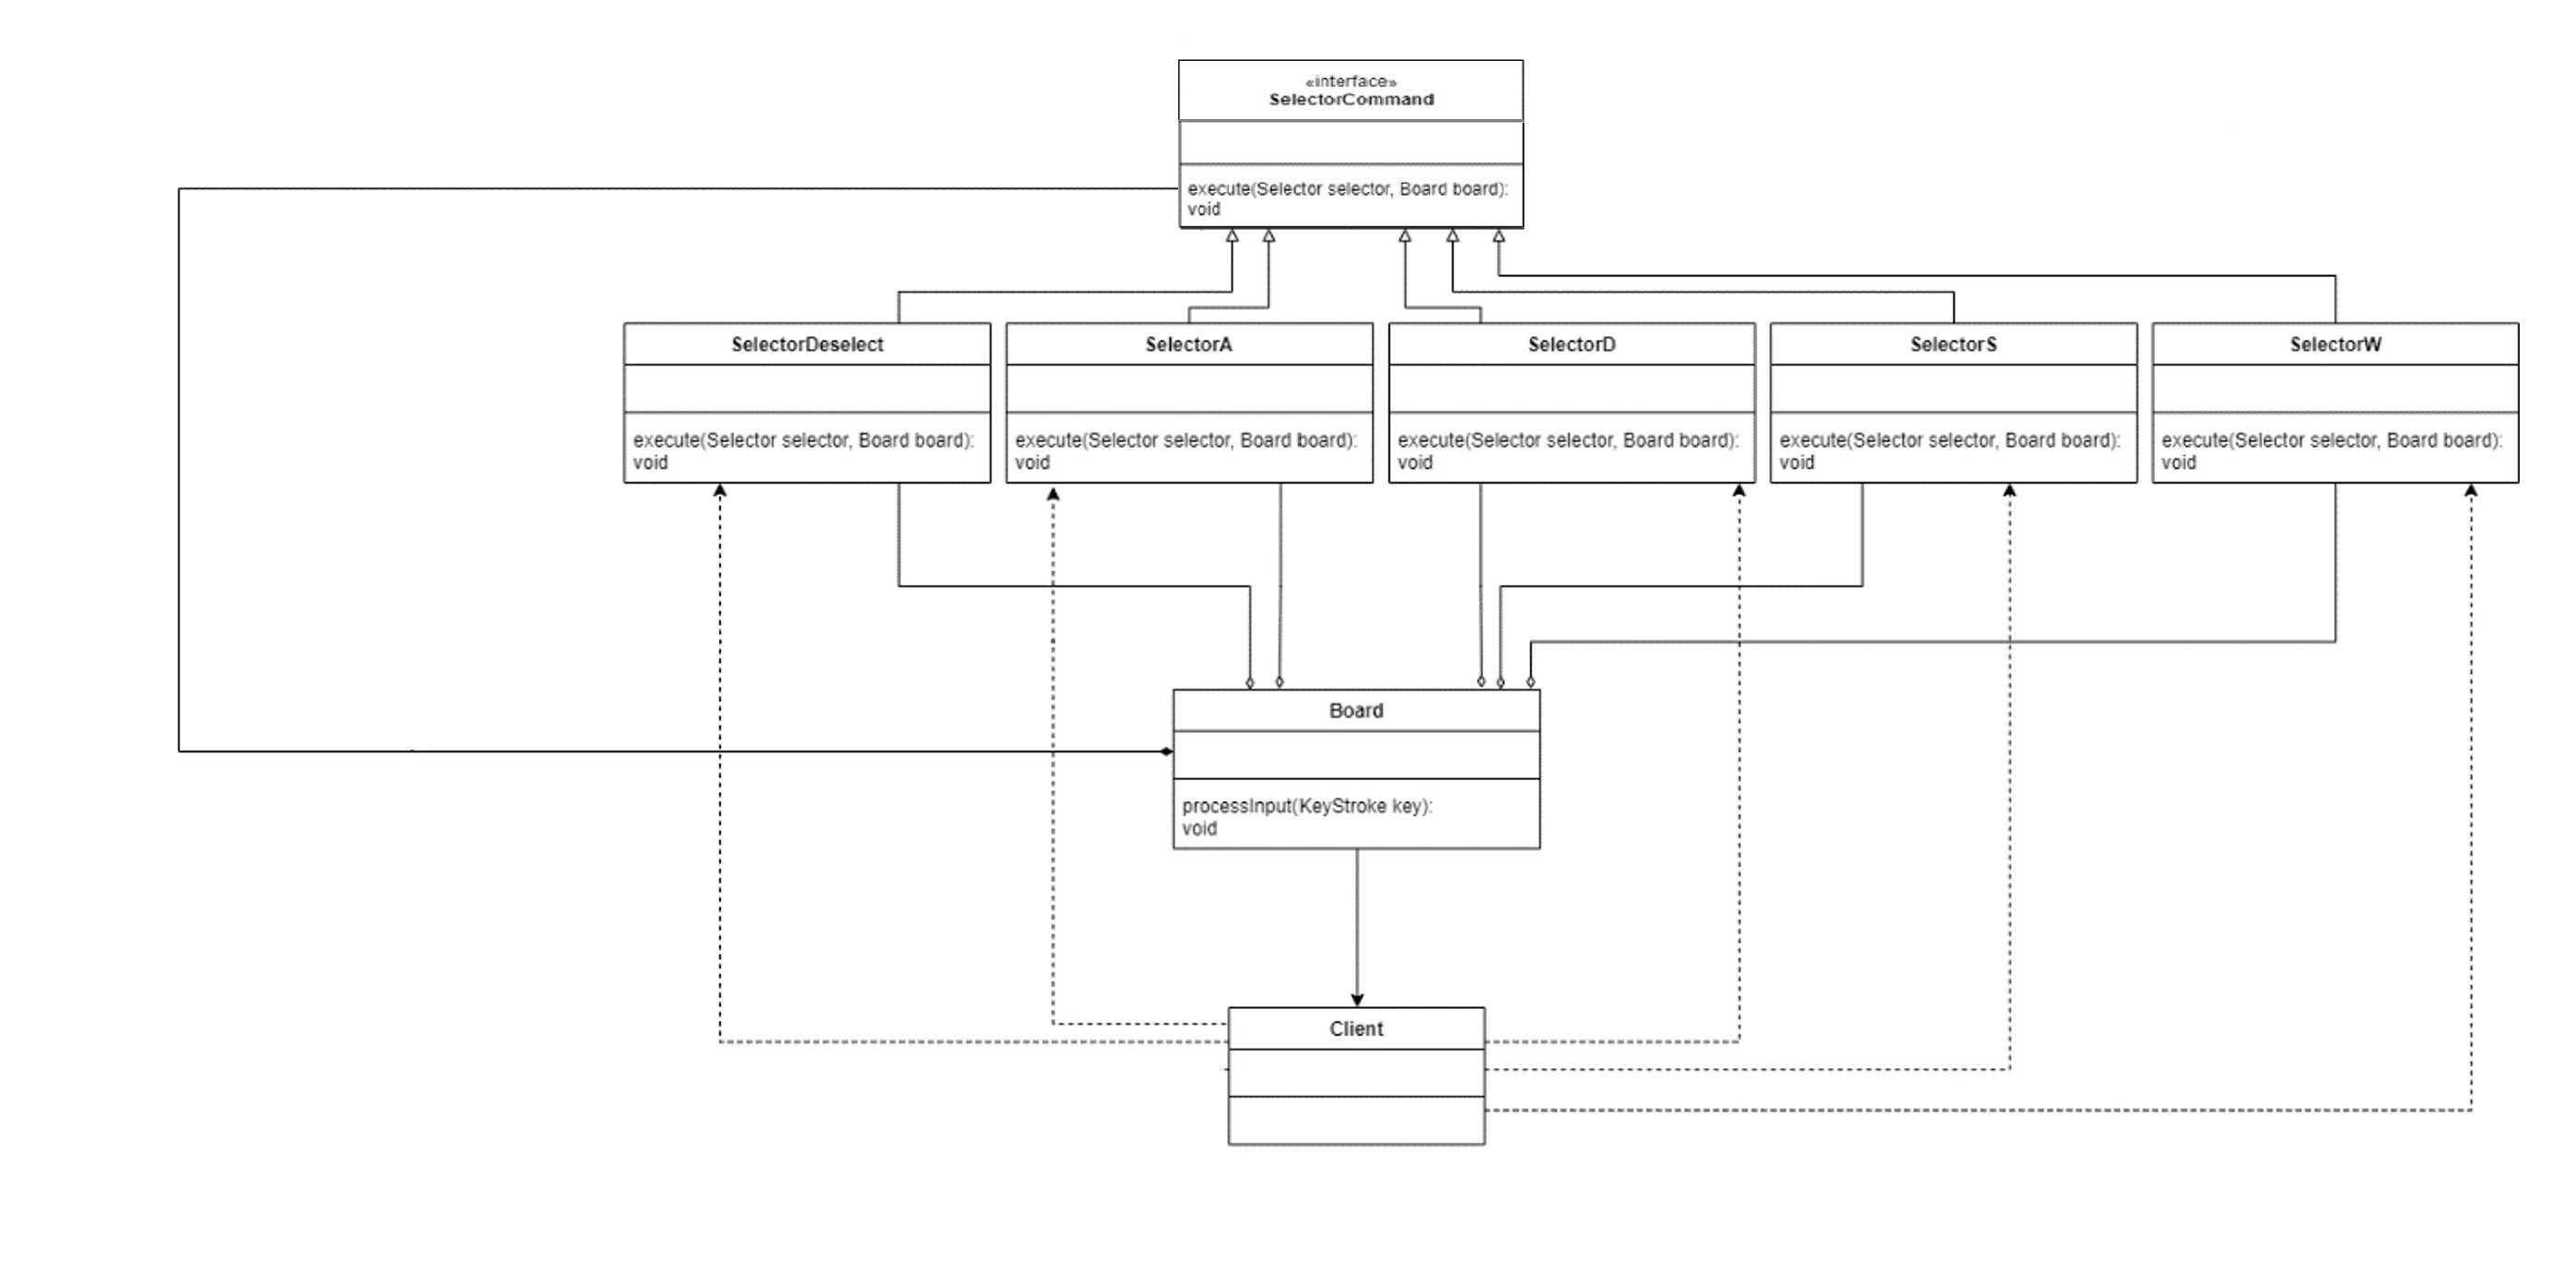 «interface»
SelectorCommand
execute(Selector selector, Board board):
void
SelectorDeselect
execute(Selector selector, Board board):
void
SelectorA
execute(Selector selector, Board board):
void
SelectorD
execute(Selector selector, Board board):
void
SelectorS
execute(Selector selector, Board board):
void
SelectorW
execute(Selector selector, Board board):
void
Board
processInput(KeyStroke key):
void
Client